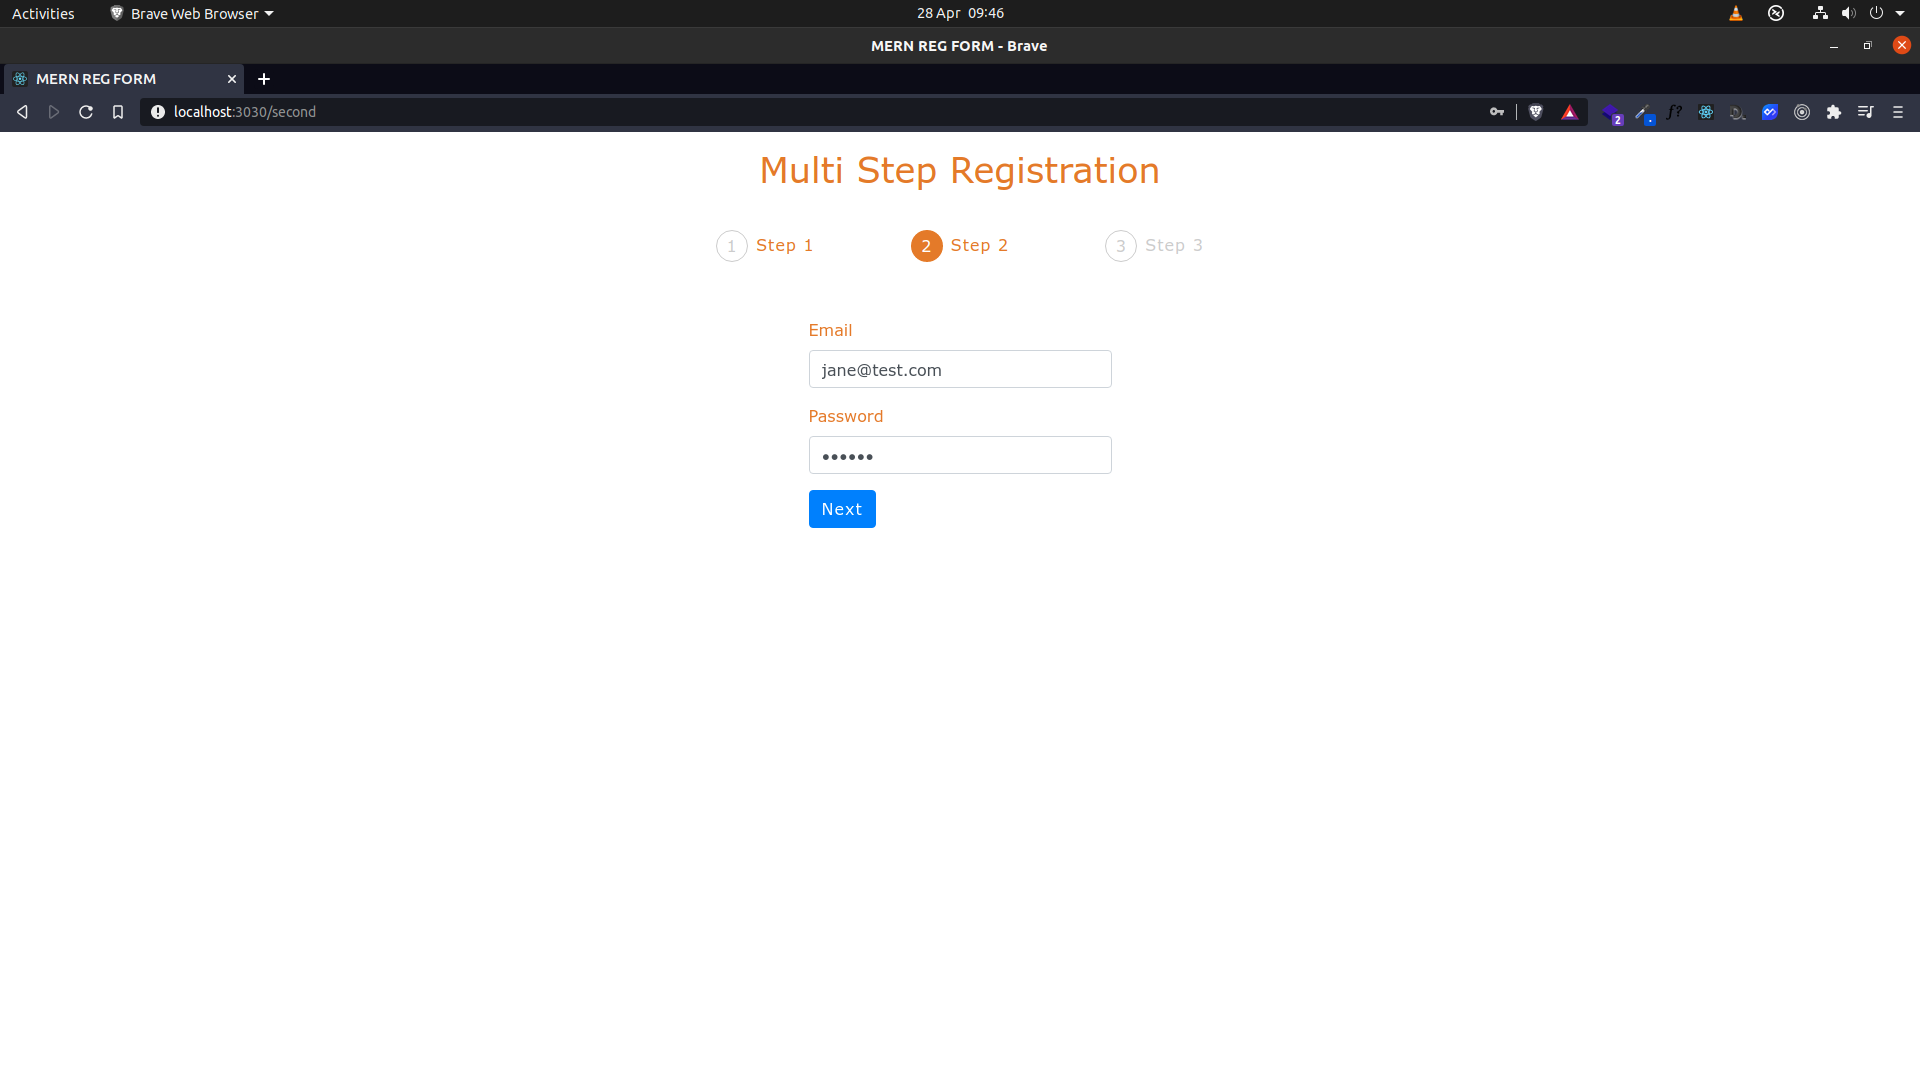 Activities Brave Web Browser 28 Apr 09:46
MERN REG FORM - Brave
MERN REG FORM
localhost:3030/second
2
f?
Multi Step Registration
1 Step 1 2 Step 2 3 Step 3
Email
jane@test.com
Password
••••••
Next